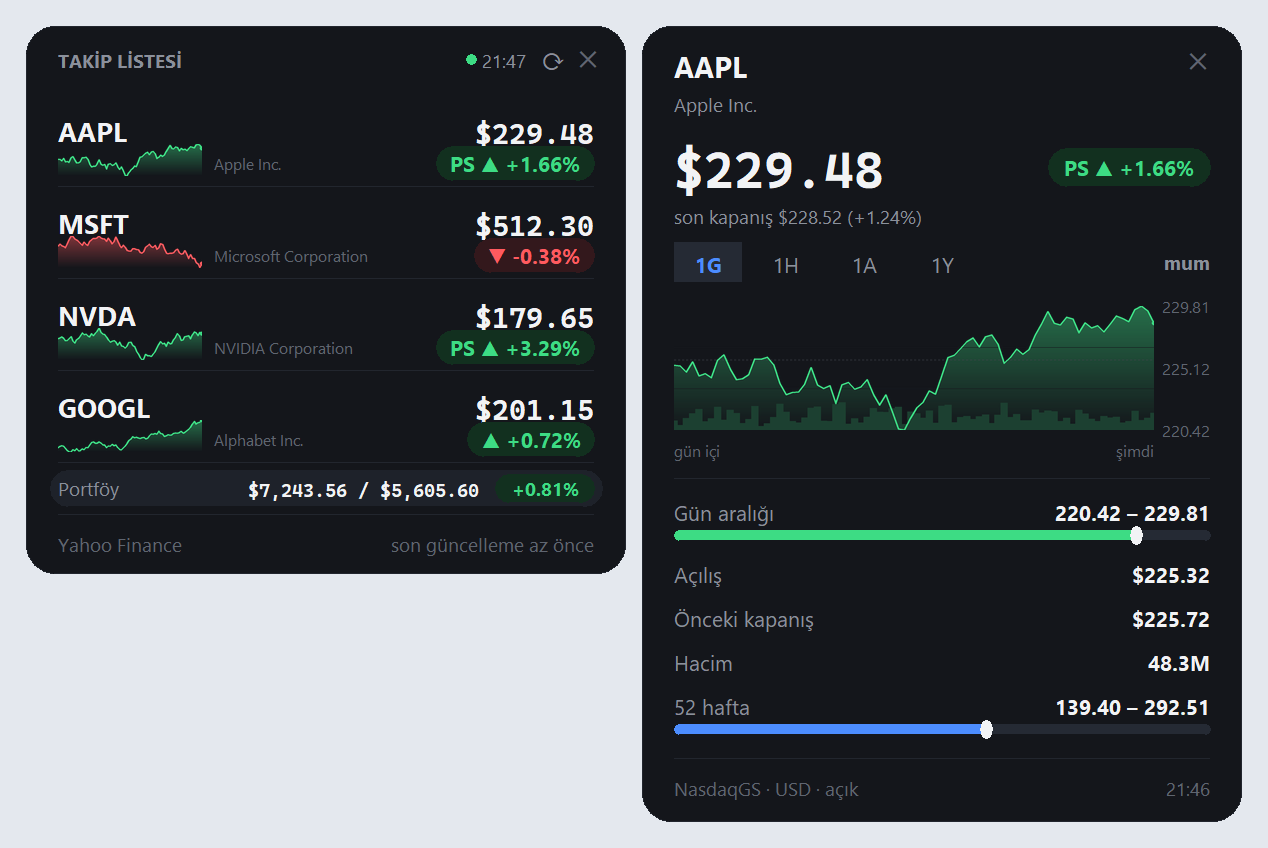 TAKİP LİSTESİ 21:47
AAPL $229.48
Apple Inc. PS ▲ +1.66%
MSFT $512.30
Microsoft Corporation ▼ -0.38%
NVDA $179.65
NVIDIA Corporation PS ▲ +3.29%
GOOGL $201.15
Alphabet Inc. ▲ +0.72%
Portföy $7,243.56 / $5,605.60 +0.81%
Yahoo Finance son güncelleme az önce
AAPL
Apple Inc.
$229.48 PS ▲ +1.66%
son kapanış $228.52 (+1.24%)
1G 1H 1A 1Y mum
229.81
225.12
220.42
gün içi şimdi
Gün aralığı 220.42 – 229.81
Açılış $225.32
Önceki kapanış $225.72
Hacim 48.3M
52 hafta 139.40 – 292.51
NasdaqGS · USD · açık 21:46